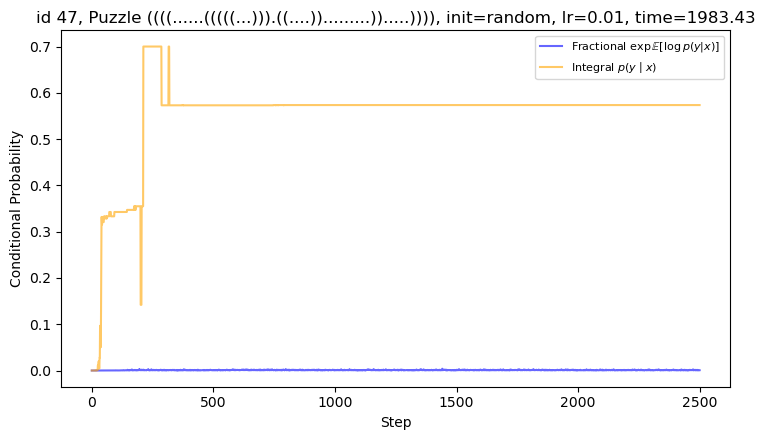 id 47, Puzzle ((((......(((((...))).((....)).........)).....)))), init=random, lr=0.01, time=1983.43
Fractional exp𝔼[log p(y|x)]
Integral p(y | x)
Conditional Probability
0.7
0.6
0.5
0.4
0.3
0.2
0.1
0.0
0 500 1000 1500 2000 2500
Step